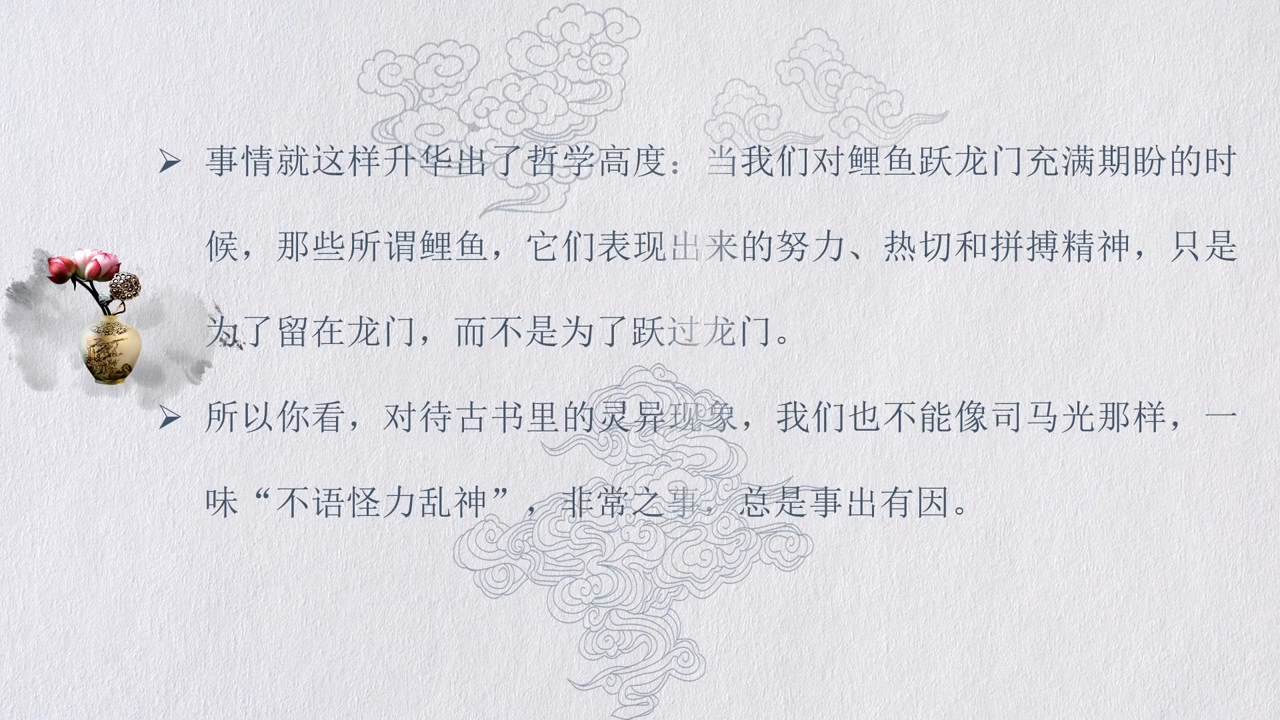 ➢ 事情就这样升华出了哲学高度：当我们对鲤鱼跃龙门充满期盼的时
候，那些所谓鲤鱼，它们表现出来的努力、热切和拼搏精神，只是
为了留在龙门，而不是为了跃过龙门。
➢ 所以你看，对待古书里的灵异现象，我们也不能像司马光那样，一
味“不语怪力乱神”，非常之事，总是事出有因。